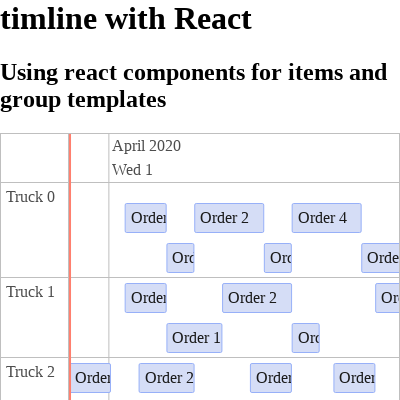 timline with React
Using react components for items and
group templates
April 2020
Wed 1
Truck 0
Order
Order 2
Order 4
Orc
Orc
Orde
Truck 1
Order
Order 2
Or
Order 1
Orc
Truck 2
Order
Order 2
Order
Order